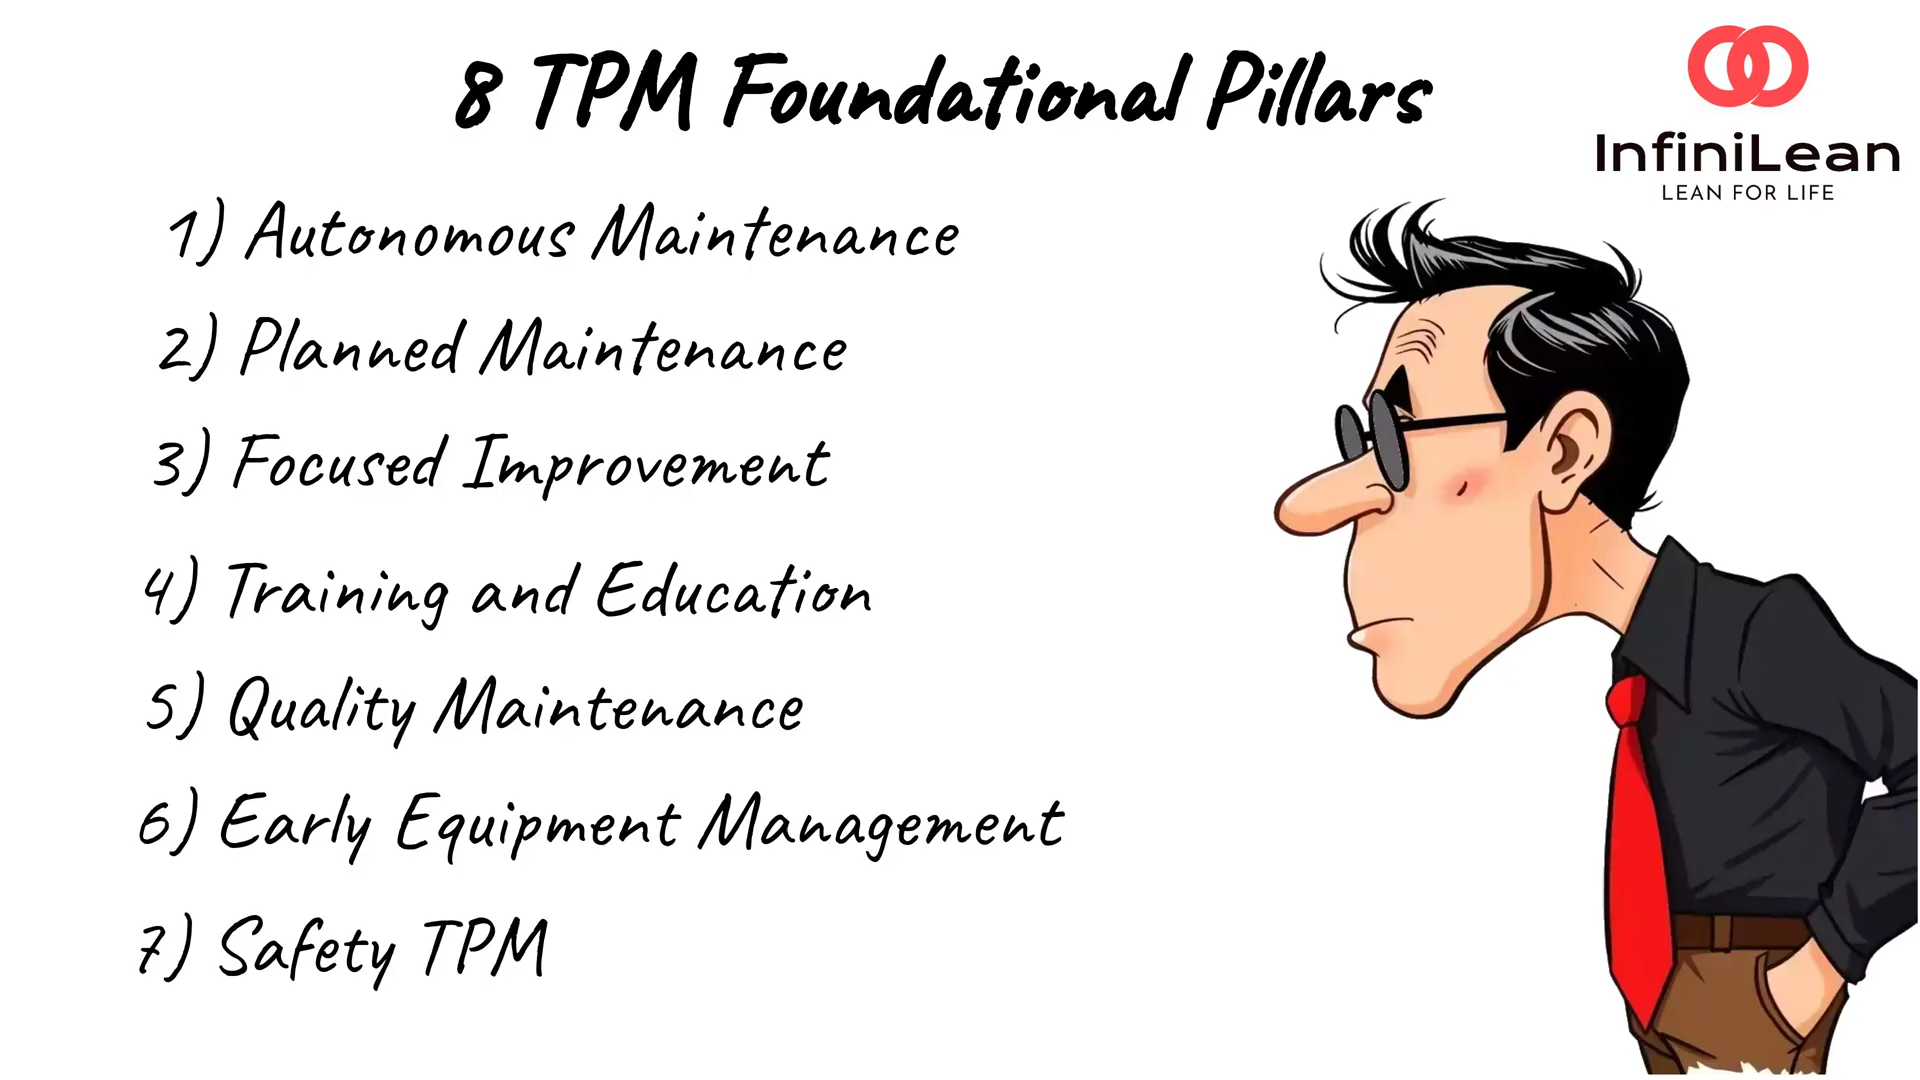 8 TPM Foundational Pillars
InfiniLean
LEAN FOR LIFE
1) Autonomous Maintenance
2) Planned Maintenance
3) Focused Improvement
4) Training and Education
5) Quality Maintenance
6) Early Equipment Management
7) Safety TPM